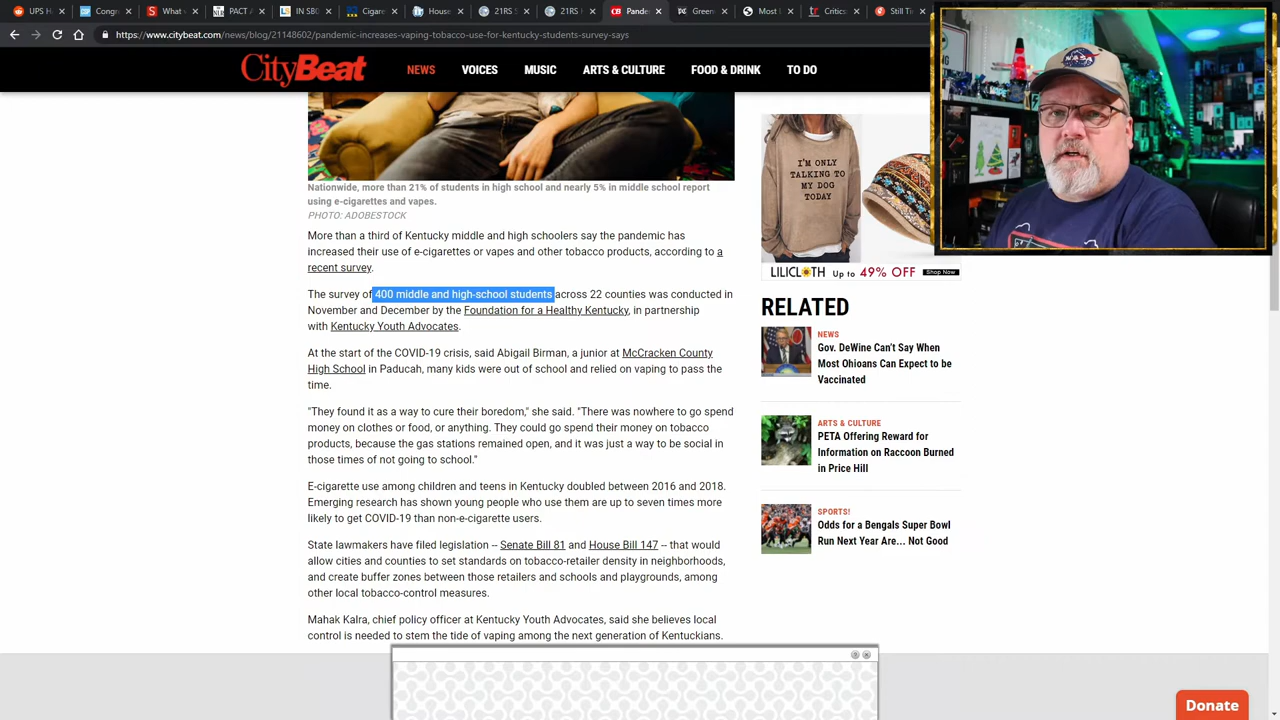 UPS H
Cong
What
PACT
IN SB
Cigare
House
21RS
21RS
Pande
Green
Most L
Critic
Still Ti
https://www.citybeat.com/news/blog/21148602/pandemic-increases-vaping-tobacco-use-for-kentucky-students-survey-says
CityBeat
NEWS
VOICES
MUSIC
ARTS & CULTURE
FOOD & DRINK
TO DO
NASA
Nationwide, more than 21% of students in high school and nearly 5% in middle school report
using e-cigarettes and vapes.
PHOTO: ADOBESTOCK
More than a third of Kentucky middle and high schoolers say the pandemic has
increased their use of e-cigarettes or vapes and other tobacco products, according to a
recent survey.
The survey of 400 middle and high-school students across 22 counties was conducted in
November and December by the Foundation for a Healthy Kentucky, in partnership
with Kentucky Youth Advocates.
At the start of the COVID-19 crisis, said Abigail Birman, a junior at McCracken County
High School in Paducah, many kids were out of school and relied on vaping to pass the
time.
"They found it as a way to cure their boredom," she said. "There was nowhere to go spend
money on clothes or food, or anything. They could go spend their money on tobacco
products, because the gas stations remained open, and it was just a way to be social in
those times of not going to school."
E-cigarette use among children and teens in Kentucky doubled between 2016 and 2018.
Emerging research has shown young people who use them are up to seven times more
likely to get COVID-19 than non-e-cigarette users.
State lawmakers have filed legislation -- Senate Bill 81 and House Bill 147 -- that would
allow cities and counties to set standards on tobacco-retailer density in neighborhoods,
and create buffer zones between those retailers and schools and playgrounds, among
other local tobacco-control measures.
Mahak Kalra, chief policy officer at Kentucky Youth Advocates, said she believes local
control is needed to stem the tide of vaping among the next generation of Kentuckians.
I'M ONLY
TALKING TO
MY DOG
TODAY
LILICLOTH Up to 49% OFF Shop Now
RELATED
NEWS
Gov. DeWine Can't Say When
Most Ohioans Can Expect to be
Vaccinated
ARTS & CULTURE
PETA Offering Reward for
Information on Raccoon Burned
in Price Hill
SPORTS!
Odds for a Bengals Super Bowl
Run Next Year Are... Not Good
Donate